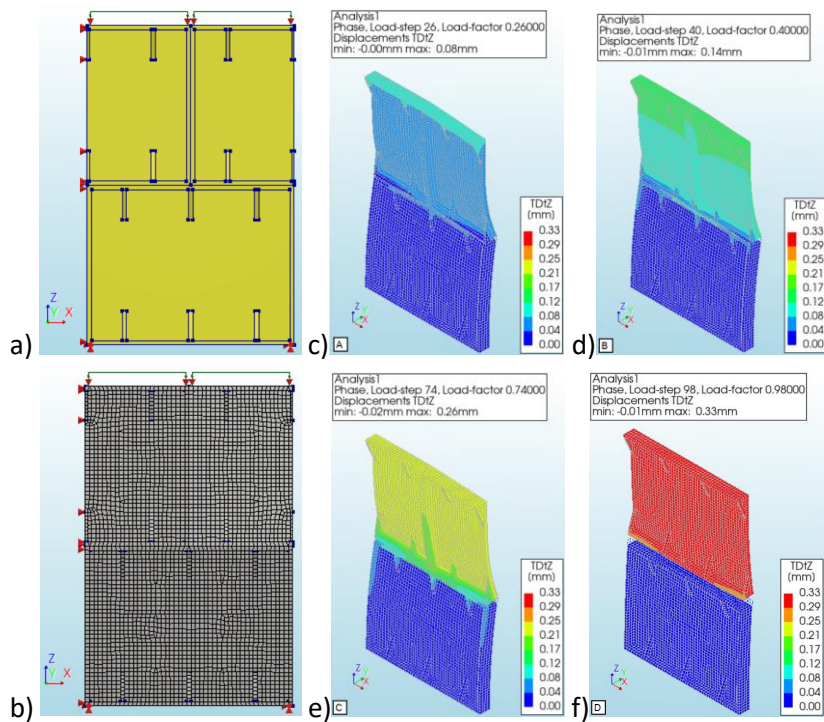 a)
Z
Y X
b)
Z
Y X
c)
Analysis1
Phase, Load-step 26, Load-factor 0.26000
Displacements TDtZ
min: -0.00mm max: 0.08mm
TDtZ
(mm)
0.33
0.29
0.25
0.21
0.17
0.12
0.08
0.04
0.00
Z
Y X
A
d)
Analysis1
Phase, Load-step 40, Load-factor 0.40000
Displacements TDtZ
min: -0.01mm max: 0.14mm
TDtZ
(mm)
0.33
0.29
0.25
0.21
0.17
0.12
0.08
0.04
0.00
Z
Y X
B
e)
Analysis1
Phase, Load-step 74, Load-factor 0.74000
Displacements TDtZ
min: -0.02mm max: 0.26mm
TDtZ
(mm)
0.33
0.29
0.25
0.21
0.17
0.12
0.08
0.04
0.00
Z
Y X
C
f)
Analysis1
Phase, Load-step 98, Load-factor 0.98000
Displacements TDtZ
min: -0.01mm max: 0.33mm
TDtZ
(mm)
0.33
0.29
0.25
0.21
0.17
0.12
0.08
0.04
0.00
Z
Y X
D